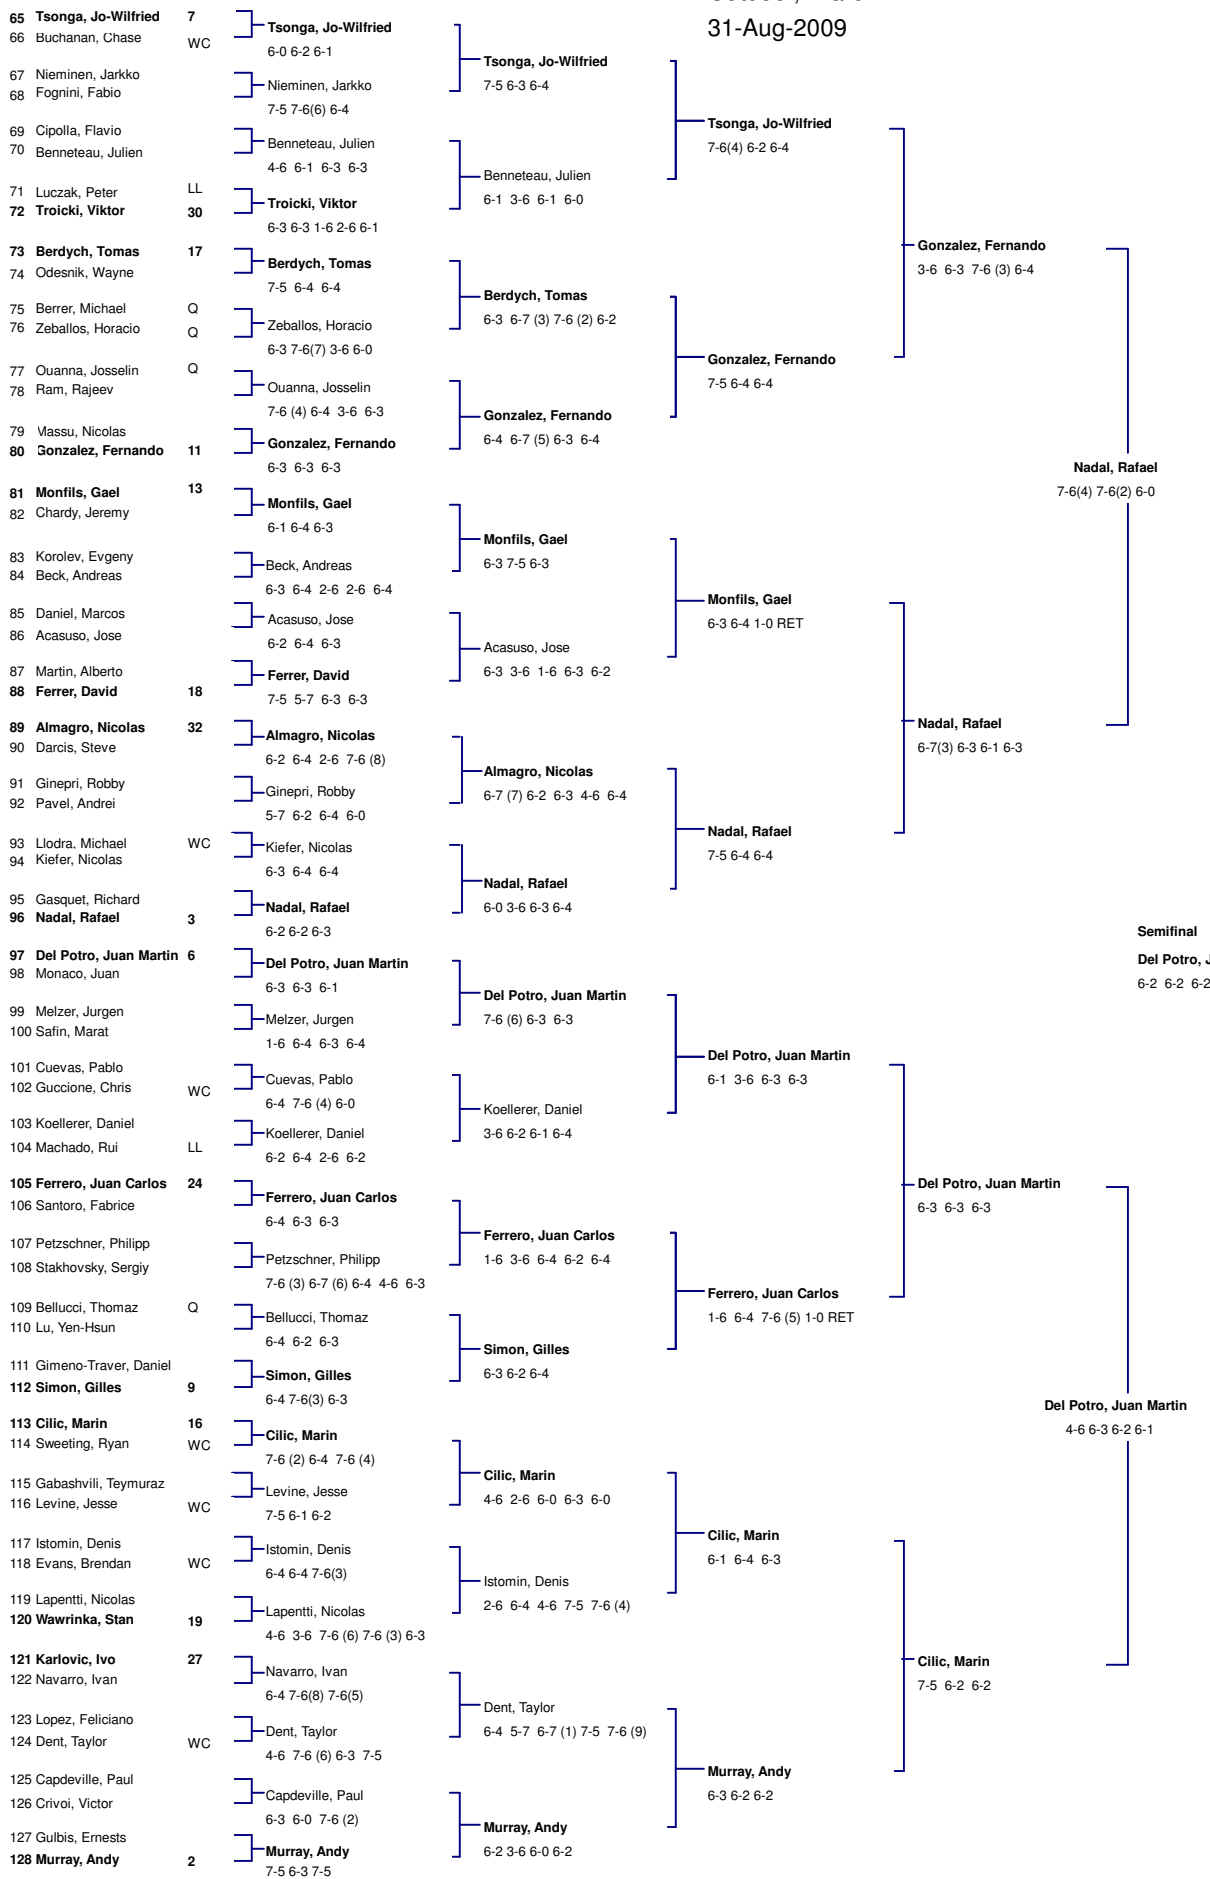 31-Aug-2009
65 Tsonga, Jo-Wilfried 7
66 Buchanan, Chase WC
67 Nieminen, Jarkko
68 Fognini, Fabio
69 Cipolla, Flavio
70 Benneteau, Julien
71 Luczak, Peter LL
72 Troicki, Viktor 30
73 Berdych, Tomas 17
74 Odesnik, Wayne
75 Berrer, Michael Q
76 Zeballos, Horacio Q
77 Ouanna, Josselin Q
78 Ram, Rajeev
79 Massu, Nicolas
80 Gonzalez, Fernando 11
81 Monfils, Gael 13
82 Chardy, Jeremy
83 Korolev, Evgeny
84 Beck, Andreas
85 Daniel, Marcos
86 Acasuso, Jose
87 Martin, Alberto
88 Ferrer, David 18
89 Almagro, Nicolas 32
90 Darcis, Steve
91 Ginepri, Robby
92 Pavel, Andrei
93 Llodra, Michael WC
94 Kiefer, Nicolas
95 Gasquet, Richard
96 Nadal, Rafael 3
97 Del Potro, Juan Martin 6
98 Monaco, Juan
99 Melzer, Jurgen
100 Safin, Marat
101 Cuevas, Pablo
102 Guccione, Chris WC
103 Koellerer, Daniel
104 Machado, Rui LL
105 Ferrero, Juan Carlos 24
106 Santoro, Fabrice
107 Petzschner, Philipp
108 Stakhovsky, Sergiy
109 Bellucci, Thomaz Q
110 Lu, Yen-Hsun
111 Gimeno-Traver, Daniel
112 Simon, Gilles 9
113 Cilic, Marin 16
114 Sweeting, Ryan WC
115 Gabashvili, Teymuraz
116 Levine, Jesse WC
117 Istomin, Denis
118 Evans, Brendan WC
119 Lapentti, Nicolas
120 Wawrinka, Stan 19
121 Karlovic, Ivo 27
122 Navarro, Ivan
123 Lopez, Feliciano
124 Dent, Taylor WC
125 Capdeville, Paul
126 Crivoi, Victor
127 Gulbis, Ernests
128 Murray, Andy 2
Tsonga, Jo-Wilfried
6-0 6-2 6-1
Nieminen, Jarkko
7-5 7-6(6) 6-4
Benneteau, Julien
4-6 6-1 6-3 6-3
Troicki, Viktor
6-3 6-3 1-6 2-6 6-1
Berdych, Tomas
7-5 6-4 6-4
Zeballos, Horacio
6-3 7-6(7) 3-6 6-0
Ouanna, Josselin
7-6 (4) 6-4 3-6 6-3
Gonzalez, Fernando
6-3 6-3 6-3
Monfils, Gael
6-1 6-4 6-3
Beck, Andreas
6-3 6-4 2-6 2-6 6-4
Acasuso, Jose
6-2 6-4 6-3
Ferrer, David
7-5 5-7 6-3 6-3
Almagro, Nicolas
6-2 6-4 2-6 7-6 (8)
Ginepri, Robby
5-7 6-2 6-4 6-0
Kiefer, Nicolas
6-3 6-4 6-4
Nadal, Rafael
6-2 6-2 6-3
Del Potro, Juan Martin
6-3 6-3 6-1
Melzer, Jurgen
1-6 6-4 6-3 6-4
Cuevas, Pablo
6-4 7-6 (4) 6-0
Koellerer, Daniel
6-2 6-4 2-6 6-2
Ferrero, Juan Carlos
6-4 6-3 6-3
Petzschner, Philipp
7-6 (3) 6-7 (6) 6-4 4-6 6-3
Bellucci, Thomaz
6-4 6-2 6-3
Simon, Gilles
6-4 7-6(3) 6-3
Cilic, Marin
7-6 (2) 6-4 7-6 (4)
Levine, Jesse
7-5 6-1 6-2
Istomin, Denis
6-4 6-4 7-6(3)
Lapentti, Nicolas
4-6 3-6 7-6 (6) 7-6 (3) 6-3
Navarro, Ivan
6-4 7-6(8) 7-6(5)
Dent, Taylor
4-6 7-6 (6) 6-3 7-5
Capdeville, Paul
6-3 6-0 7-6 (2)
Murray, Andy
7-5 6-3 7-5
Tsonga, Jo-Wilfried
7-5 6-3 6-4
Benneteau, Julien
6-1 3-6 6-1 6-0
Berdych, Tomas
6-3 6-7 (3) 7-6 (2) 6-2
Gonzalez, Fernando
6-4 6-7 (5) 6-3 6-4
Monfils, Gael
6-3 7-5 6-3
Acasuso, Jose
6-3 3-6 1-6 6-3 6-2
Almagro, Nicolas
6-7 (7) 6-2 6-3 4-6 6-4
Nadal, Rafael
6-0 3-6 6-3 6-4
Del Potro, Juan Martin
7-6 (6) 6-3 6-3
Koellerer, Daniel
3-6 6-2 6-1 6-4
Ferrero, Juan Carlos
1-6 3-6 6-4 6-2 6-4
Simon, Gilles
6-3 6-2 6-4
Cilic, Marin
4-6 2-6 6-0 6-3 6-0
Istomin, Denis
2-6 6-4 4-6 7-5 7-6 (4)
Dent, Taylor
6-4 5-7 6-7 (1) 7-5 7-6 (9)
Murray, Andy
6-2 3-6 6-0 6-2
Tsonga, Jo-Wilfried
7-6(4) 6-2 6-4
Gonzalez, Fernando
7-5 6-4 6-4
Monfils, Gael
6-3 6-4 1-0 RET
Nadal, Rafael
7-5 6-4 6-4
Del Potro, Juan Martin
6-1 3-6 6-3 6-3
Ferrero, Juan Carlos
1-6 6-4 7-6 (5) 1-0 RET
Cilic, Marin
6-1 6-4 6-3
Murray, Andy
6-3 6-2 6-2
Gonzalez, Fernando
3-6 6-3 7-6 (3) 6-4
Nadal, Rafael
6-7(3) 6-3 6-1 6-3
Del Potro, Juan Martin
6-3 6-3 6-3
Cilic, Marin
7-5 6-2 6-2
Nadal, Rafael
7-6(4) 7-6(2) 6-0
Del Potro, Juan Martin
4-6 6-3 6-2 6-1
Semifinal
Del Potro, J
6-2 6-2 6-2